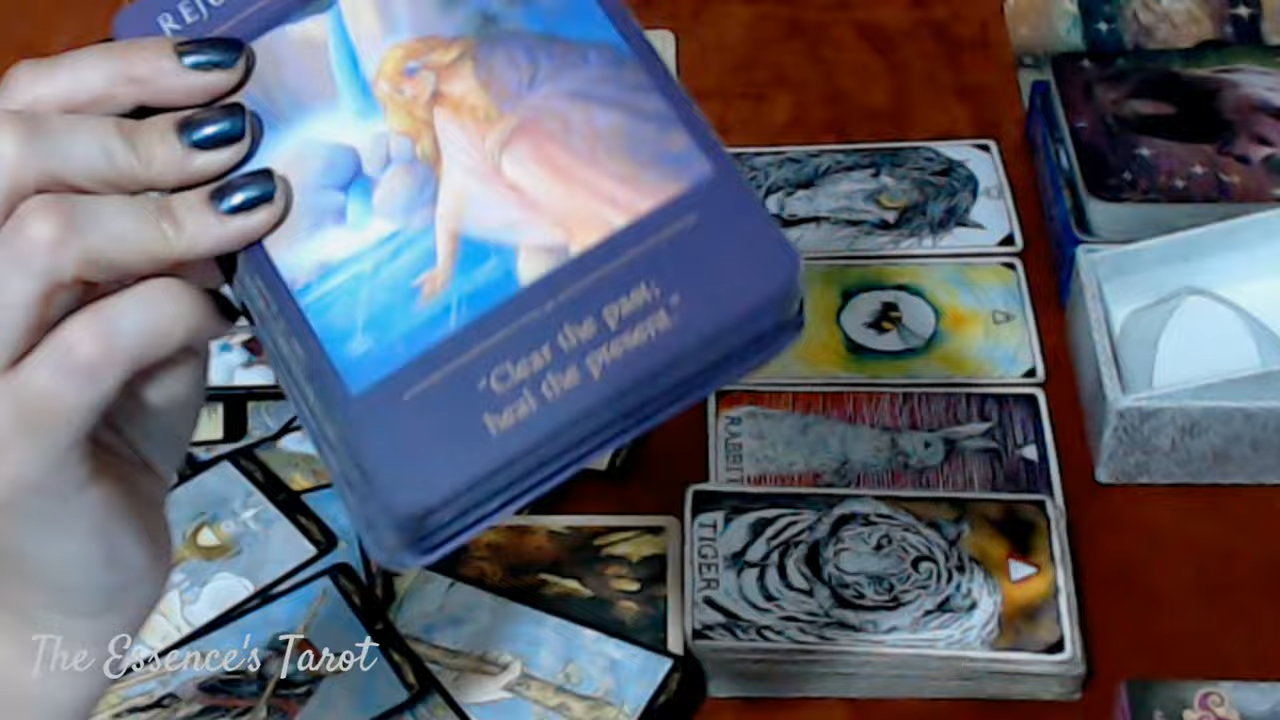 "Clear the past;
heal the present."
RABBIT
TIGER
The Essence's Tarot